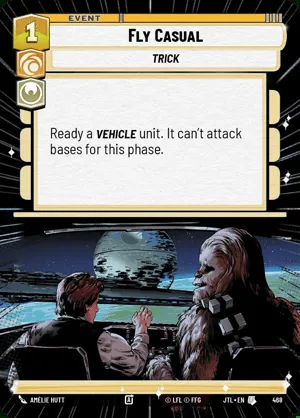 EVENT
1
FLY CASUAL
TRICK
Ready a VEHICLE unit. It can't attack
bases for this phase.
AMÉLIE HUTT
© LFL © FFG
JTL • EN
468